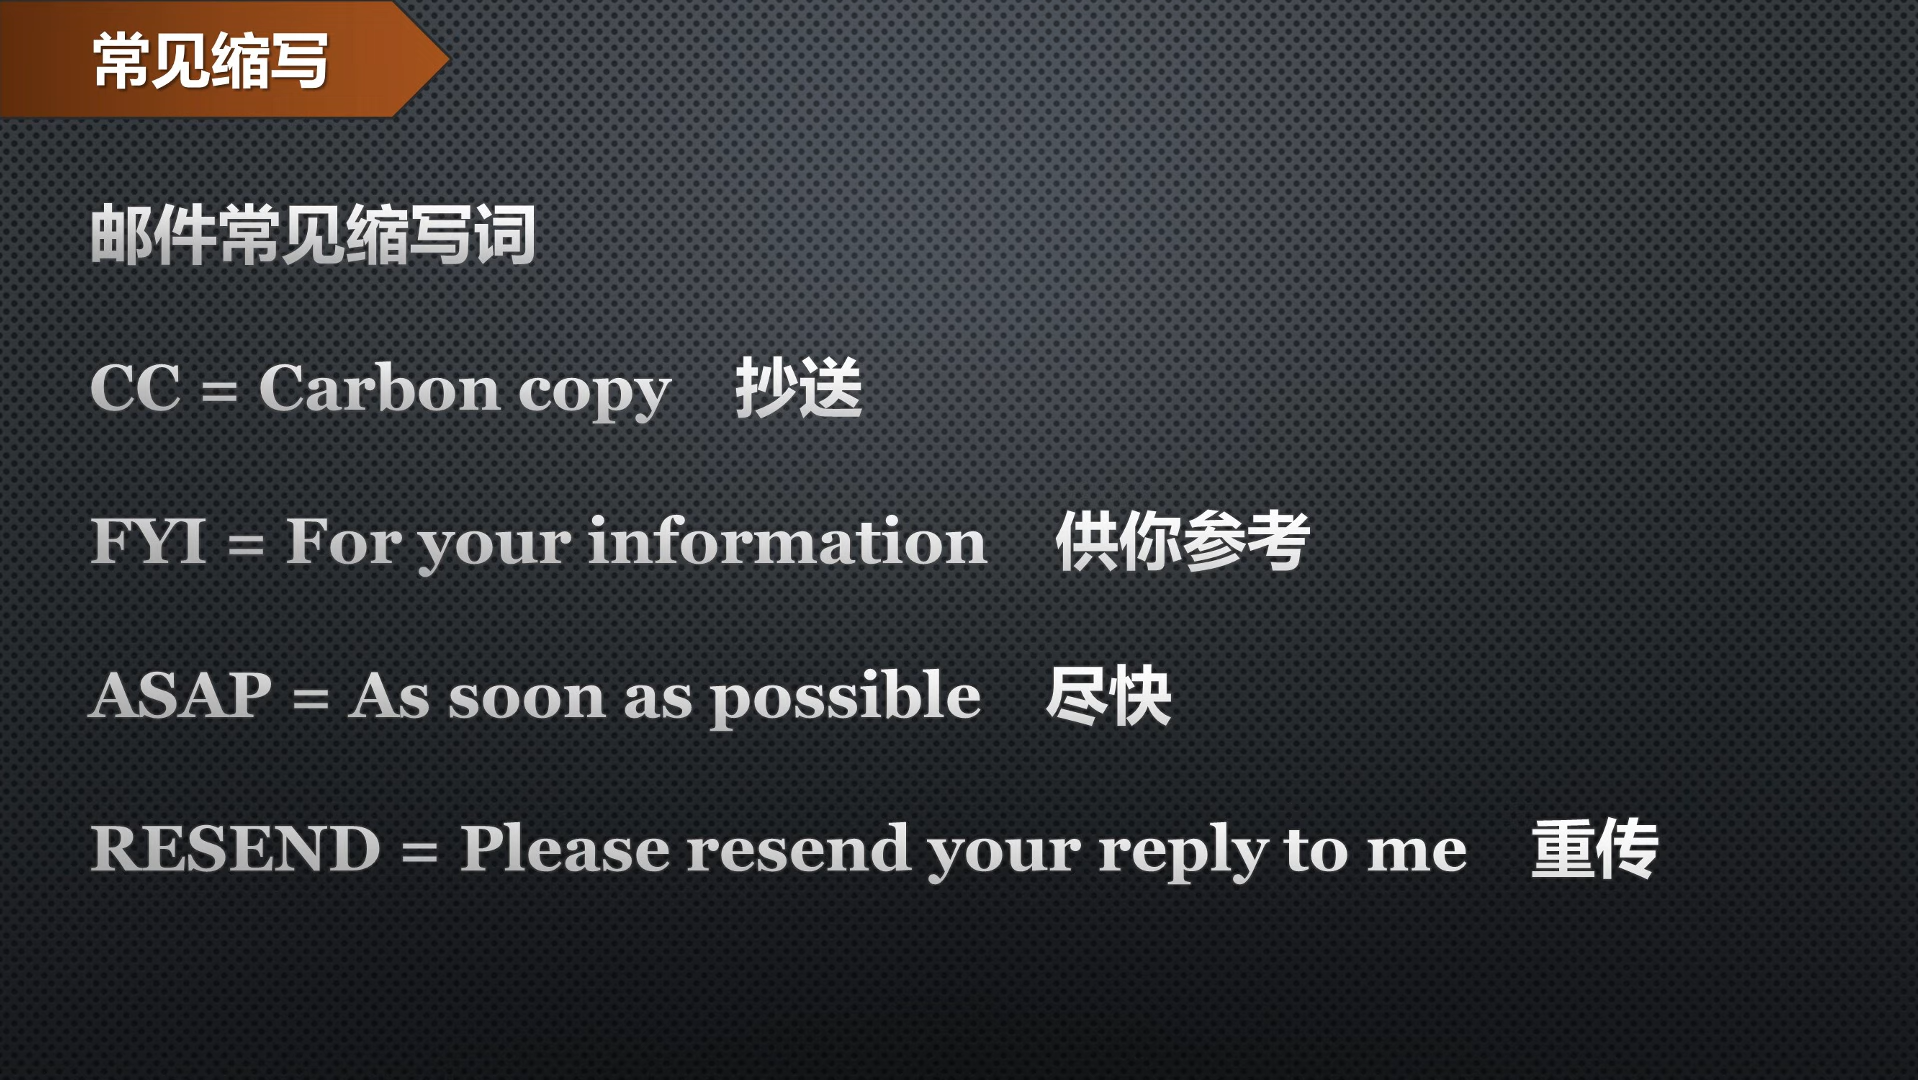 常见缩写
邮件常见缩写词
CC = Carbon copy 抄送
FYI = For your information 供你参考
ASAP = As soon as possible 尽快
RESEND = Please resend your reply to me 重传